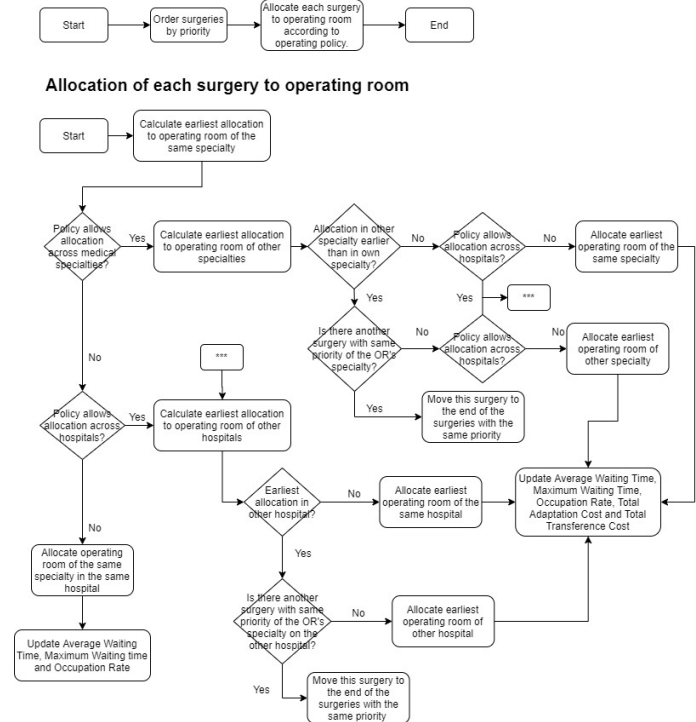 Start
Order surgeries
by priority
Allocate each surgery
to operating room
according to
operating policy.
End
Allocation of each surgery to operating room
Start
Calculate earliest allocation
to operating room of the
same specialty
Policy allows
allocation
across medical
specialties?
Yes
Calculate earliest allocation
to operating room of other
specialties
Allocation in other
specialty earlier
than in own
specialty?
No
Policy allows
allocation across
hospitals?
No
Allocate earliest
operating room of the
same specialty
Yes
Yes
***
No
Is there another
surgery with same
priority of the OR's
specialty?
No
Policy allows
allocation across
hospitals?
No
Allocate earliest
operating room of
other specialty
***
Yes
Move this surgery to
the end of the
surgeries with the
same priority
Policy allows
allocation across
hospitals?
Yes
Calculate earliest allocation
to operating room of other
hospitals
No
Earliest
allocation in
other hospital?
No
Allocate earliest
operating room of the
same hospital
Update Average Waiting Time,
Maximum Waiting Time,
Occupation Rate, Total
Adaptation Cost and Total
Transference Cost
Yes
Allocate operating
room of the same
specialty in the same
hospital
Is there another
surgery with same
priority of the OR's
specialty on the
other hospital?
No
Allocate earliest
operating room of
other hospital
Update Average Waiting
Time, Maximum Waiting time
and Occupation Rate
Yes
Move this surgery to
the end of the
surgeries with the
same priority